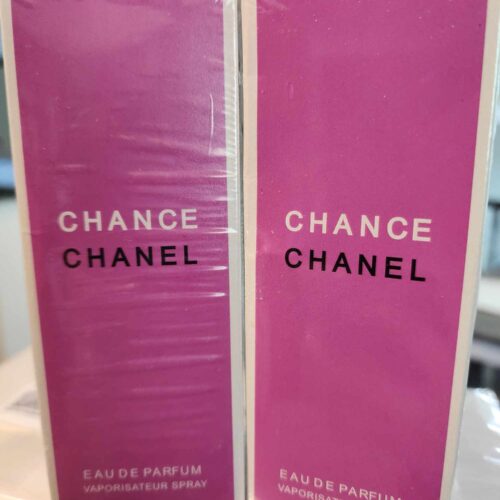 CHANCE
CHANEL
EAU DE PARFUM
VAPORISATEUR SPRAY
CHANCE
CHANEL
EAU DE PARFUM